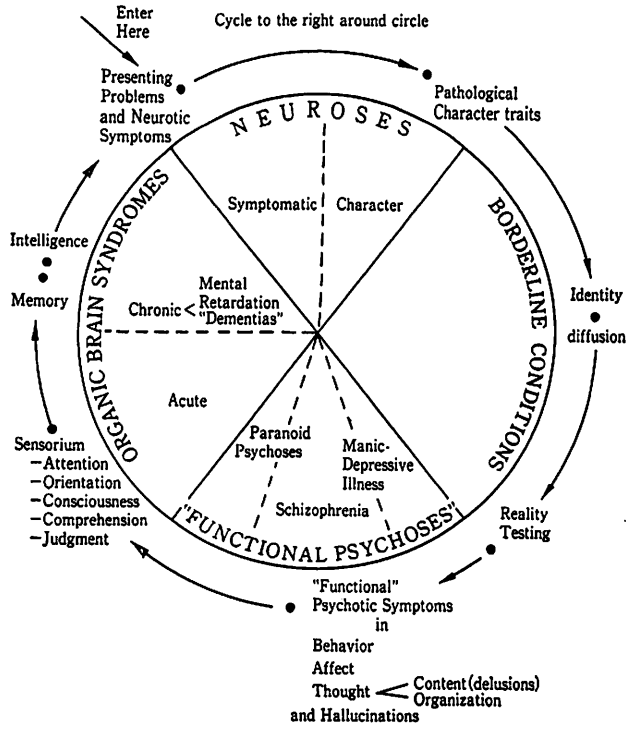 Enter
Here
Cycle to the right around circle
Presenting
Problems
and Neurotic
Symptoms
Pathological
Character traits
NEUROSES
Symptomatic
Character
ORGANIC BRAIN SYNDROMES
BORDERLINE CONDITIONS
Intelligence
Memory
Chronic <
Mental
Retardation
"Dementias"
Identity
diffusion
Acute
Sensorium
—Attention
—Orientation
—Consciousness
—Comprehension
—Judgment
Paranoid
Psychoses
Manic-
Depressive
Illness
Schizophrenia
"FUNCTIONAL PSYCHOSES"
Reality
Testing
"Functional"
Psychotic Symptoms
in
Behavior
Affect
Thought
Content (delusions)
Organization
and Hallucinations